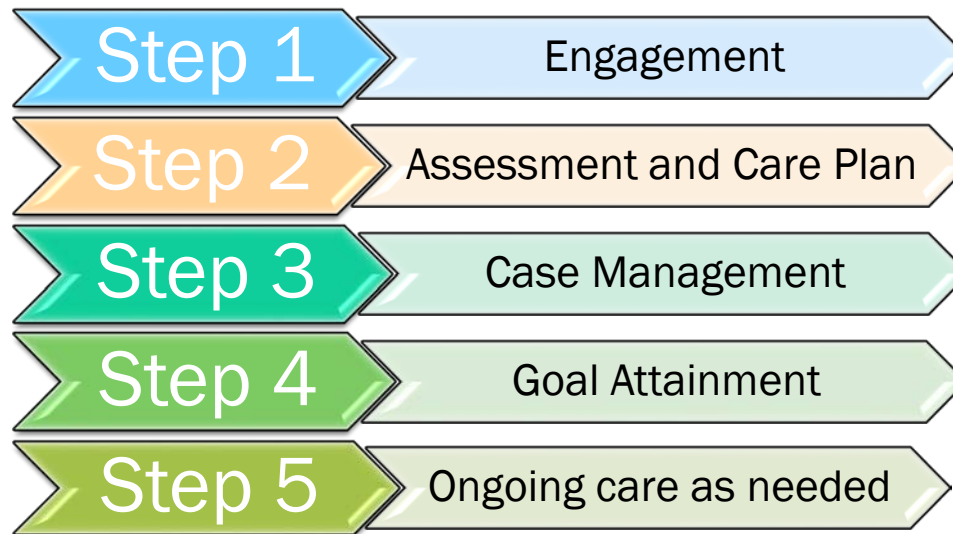 Step 1 Engagement
Step 2 Assessment and Care Plan
Step 3 Case Management
Step 4 Goal Attainment
Step 5 Ongoing care as needed